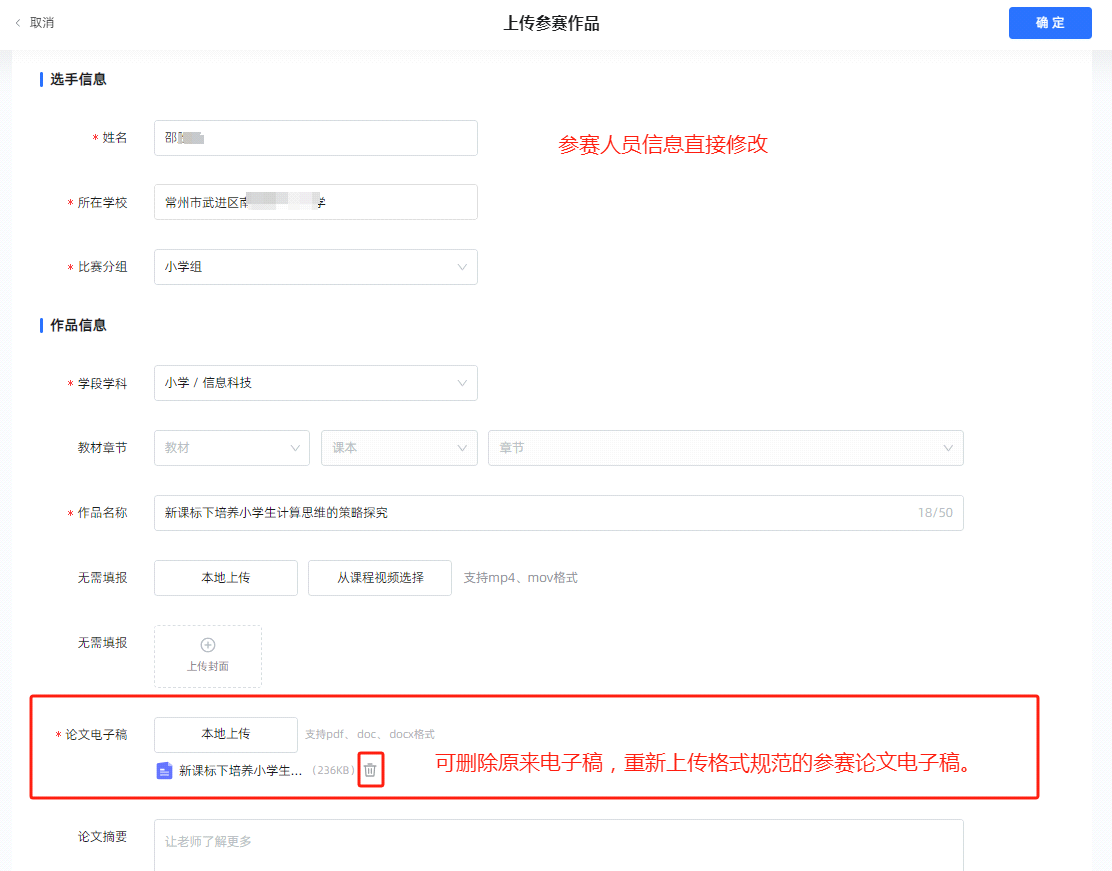 取消
上传参赛作品
确 定
选手信息
* 姓名
邵
参赛人员信息直接修改
* 所在学校
常州市武进区南 学
* 比赛分组
小学组
作品信息
* 学段学科
小学 / 信息科技
教材章节
教材
课本
章节
* 作品名称
新课标下培养小学生计算思维的策略探究
18/50
无需填报
本地上传
从课程视频选择
支持mp4、mov格式
无需填报
上传封面
* 论文电子稿
本地上传
支持pdf、doc、docx格式
新课标下培养小学生... (236KB)
可删除原来电子稿，重新上传格式规范的参赛论文电子稿。
论文摘要
让老师了解更多